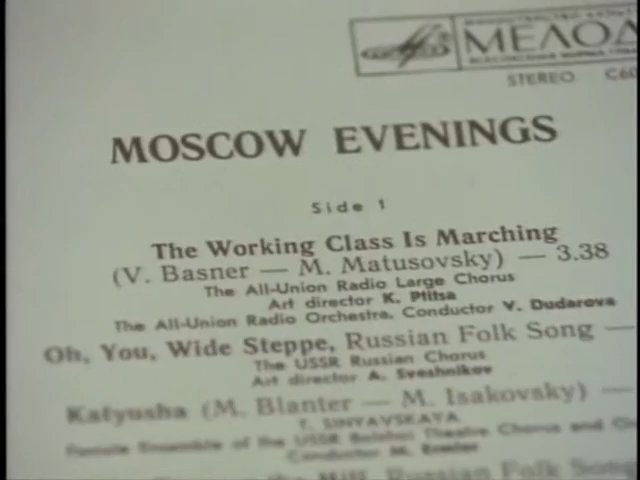 МЕЛОД
STEREO C60
MOSCOW EVENINGS
Side 1
The Working Class Is Marching
(V. Basner — M. Matusovsky) — 3.38
The All-Union Radio Large Chorus
Art director K. Ptitsa
The All-Union Radio Orchestra. Conductor V. Dudarova
Oh, You, Wide Steppe, Russian Folk Song —
The USSR Russian Chorus
Art director A. Sveshnikov
Katyusha (M. Blanter — M. Isakovsky) —
T. SINYAVSKAYA
Female Ensemble of the USSR Bolshoi Theatre Chorus and
Conductor M.
the Hill, Russian Folk Song